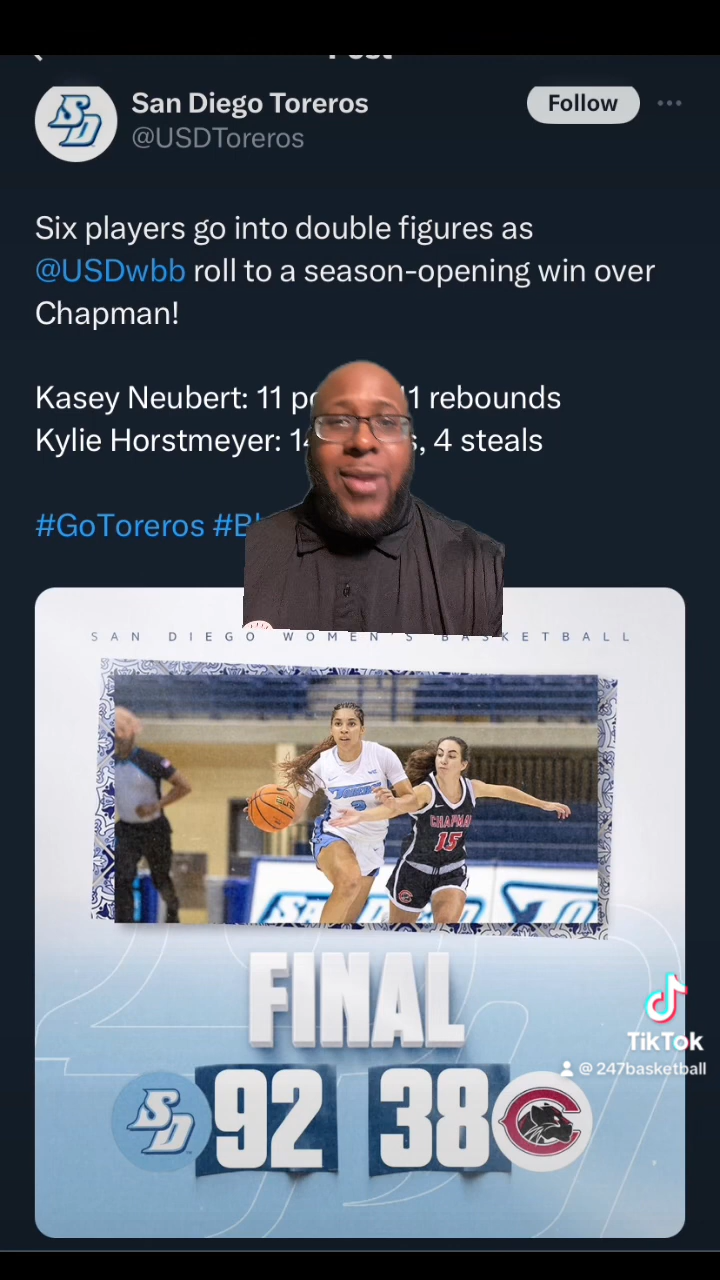 Post
San Diego Toreros
Follow
@USDToreros
Six players go into double figures as
@USDwbb roll to a season-opening win over
Chapman!
Kasey Neubert: 11 rebounds
Kylie Horstmeyer: 4 steals
#GoToreros
SAN DIEGO WOMEN'S BASKETBALL
CHAPMAN
15
FINAL
SD 92 38 C
TikTok
@247basketball